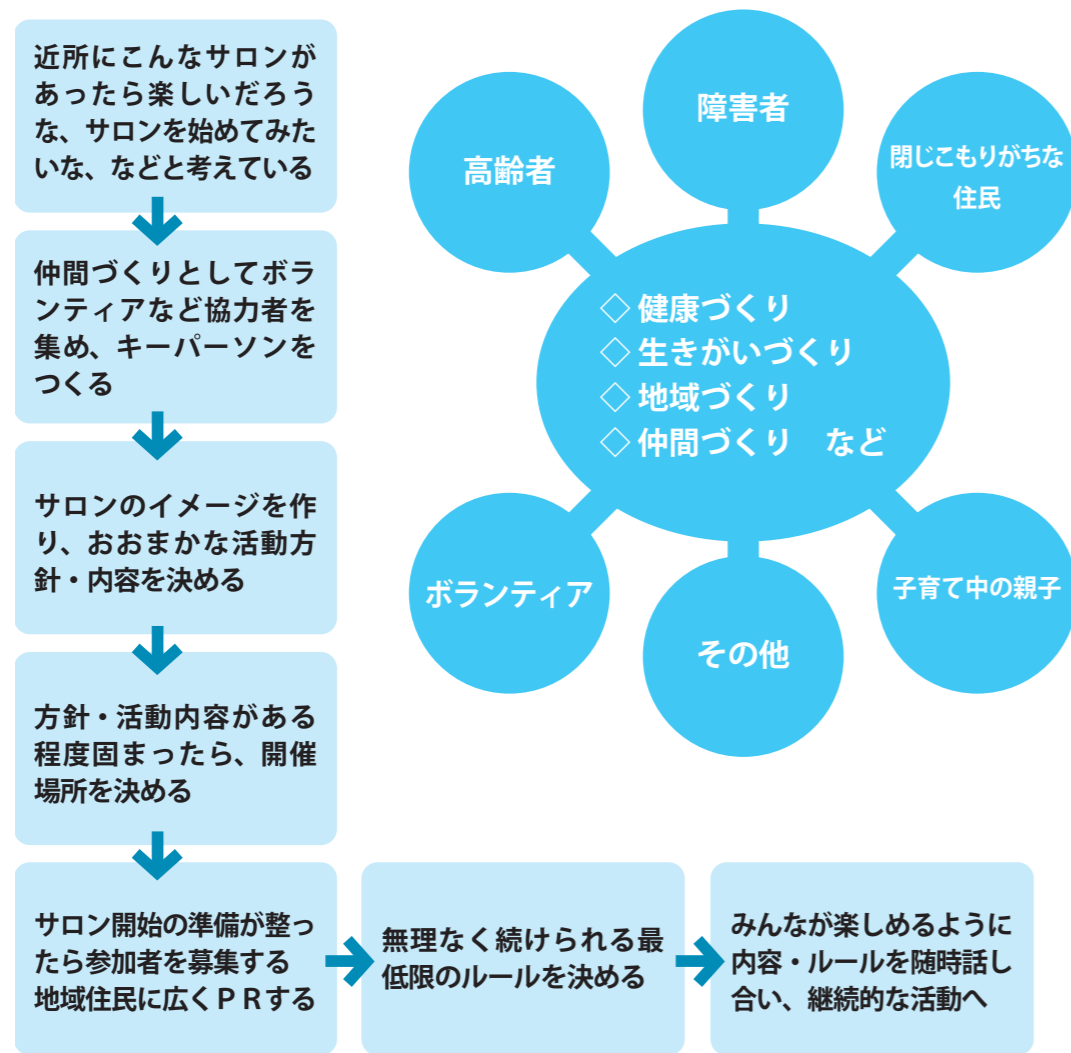 近所にこんなサロンが
あったら楽しいだろう
な、サロンを始めてみた
いな、などと考えている
仲間づくりとしてボラ
ンティアなど協力者を
集め、キーパーソンを
つくる
サロンのイメージを作
り、おおまかな活動方
針・内容を決める
方針・活動内容がある
程度固まったら、開催
場所を決める
サロン開始の準備が整っ
たら参加者を募集する
地域住民に広くＰＲする
無理なく続けられる最
低限のルールを決める
みんなが楽しめるように
内容・ルールを随時話し
合い、継続的な活動へ
高齢者
障害者
閉じこもりがちな
住民
◇ 健康づくり
◇ 生きがいづくり
◇ 地域づくり
◇ 仲間づくり　など
ボランティア
その他
子育て中の親子